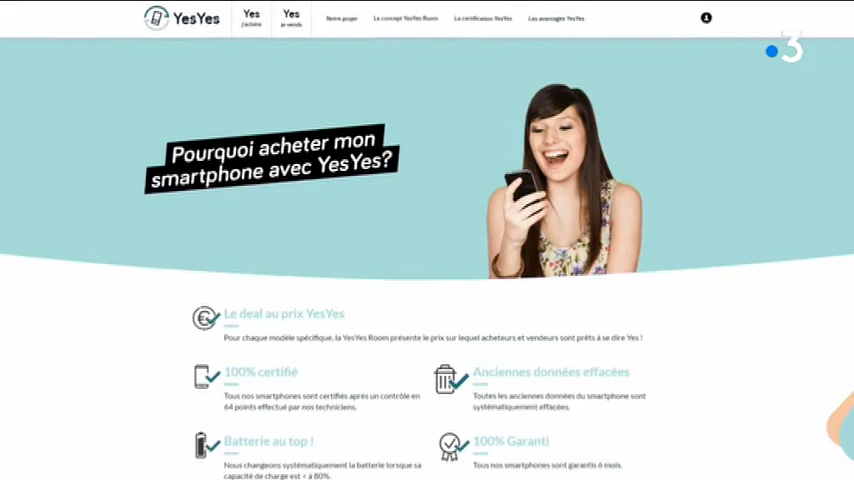 YesYes
Yes
j'achète
Yes
je vends
Notre projet
Le concept YesYes Room
La certification YesYes
Les avantages YesYes
3
Pourquoi acheter mon
smartphone avec YesYes?
Le deal au prix YesYes
Pour chaque modèle spécifique, la YesYes Room présente le prix sur lequel acheteurs et vendeurs sont prêts à se dire Yes !
100% certifié
Tous nos smartphones sont certifiés après un contrôle en
64 points effectué par nos techniciens.
Anciennes données effacées
Toutes les anciennes données du smartphone sont
systématiquement effacées.
Batterie au top !
Nous changeons systématiquement la batterie lorsque sa
capacité de charge est < à 80%.
100% Garanti
Tous nos smartphones sont garantis 6 mois.